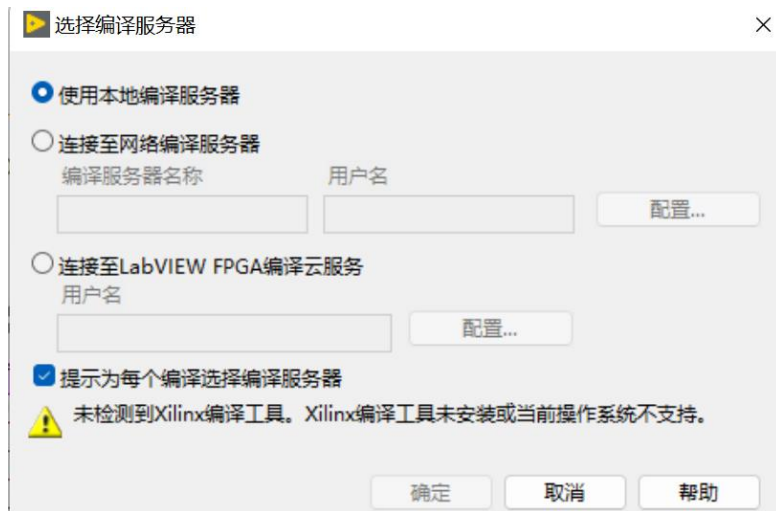 选择编译服务器
使用本地编译服务器
连接至网络编译服务器
编译服务器名称 用户名
配置...
连接至LabVIEW FPGA编译云服务
用户名
配置...
提示为每个编译选择编译服务器
未检测到Xilinx编译工具。Xilinx编译工具未安装或当前操作系统不支持。
确定 取消 帮助